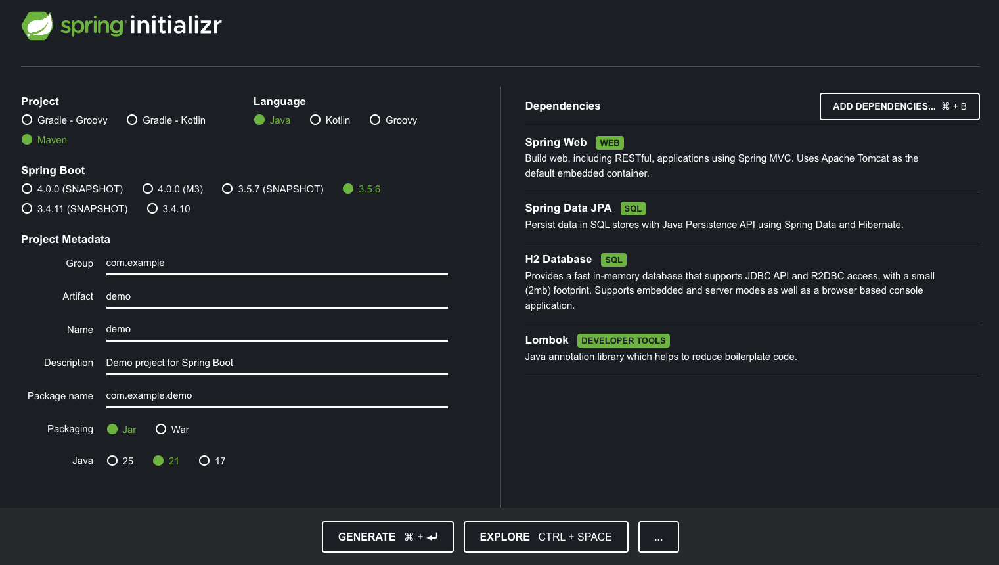 spring initializr
Project
Gradle - Groovy Gradle - Kotlin
Maven
Language
Java Kotlin Groovy
Spring Boot
4.0.0 (SNAPSHOT) 4.0.0 (M3) 3.5.7 (SNAPSHOT) 3.5.6
3.4.11 (SNAPSHOT) 3.4.10
Project Metadata
Group com.example
Artifact demo
Name demo
Description Demo project for Spring Boot
Package name com.example.demo
Packaging Jar War
Java 25 21 17
Dependencies ADD DEPENDENCIES... ⌘ + B
Spring Web WEB
Build web, including RESTful, applications using Spring MVC. Uses Apache Tomcat as the
default embedded container.
Spring Data JPA SQL
Persist data in SQL stores with Java Persistence API using Spring Data and Hibernate.
H2 Database SQL
Provides a fast in-memory database that supports JDBC API and R2DBC access, with a small
(2mb) footprint. Supports embedded and server modes as well as a browser based console
application.
Lombok DEVELOPER TOOLS
Java annotation library which helps to reduce boilerplate code.
GENERATE ⌘ + ⏎ EXPLORE CTRL + SPACE ...